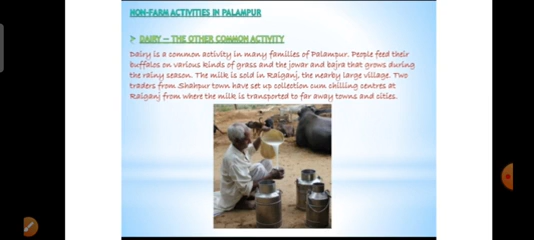 NON-FARM ACTIVITIES IN PALAMPUR
➢ DAIRY – THE OTHER COMMON ACTIVITY
Dairy is a common activity in many families of Palampur. People feed their
buffalos on various kinds of grass and the jowar and bajra that grows during
the rainy season. The milk is sold in Raiganj, the nearby large village. Two
traders from Shahpur town have set up collection cum chilling centres at
Raiganj from where the milk is transported to far away towns and cities.